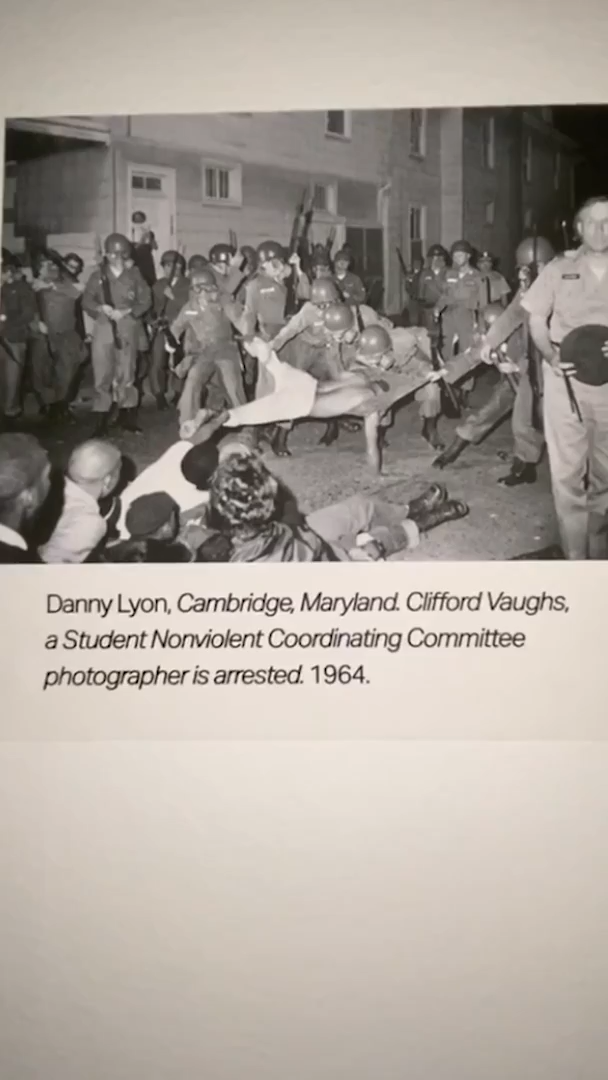 Danny Lyon, Cambridge, Maryland. Clifford Vaughs,
a Student Nonviolent Coordinating Committee
photographer is arrested. 1964.